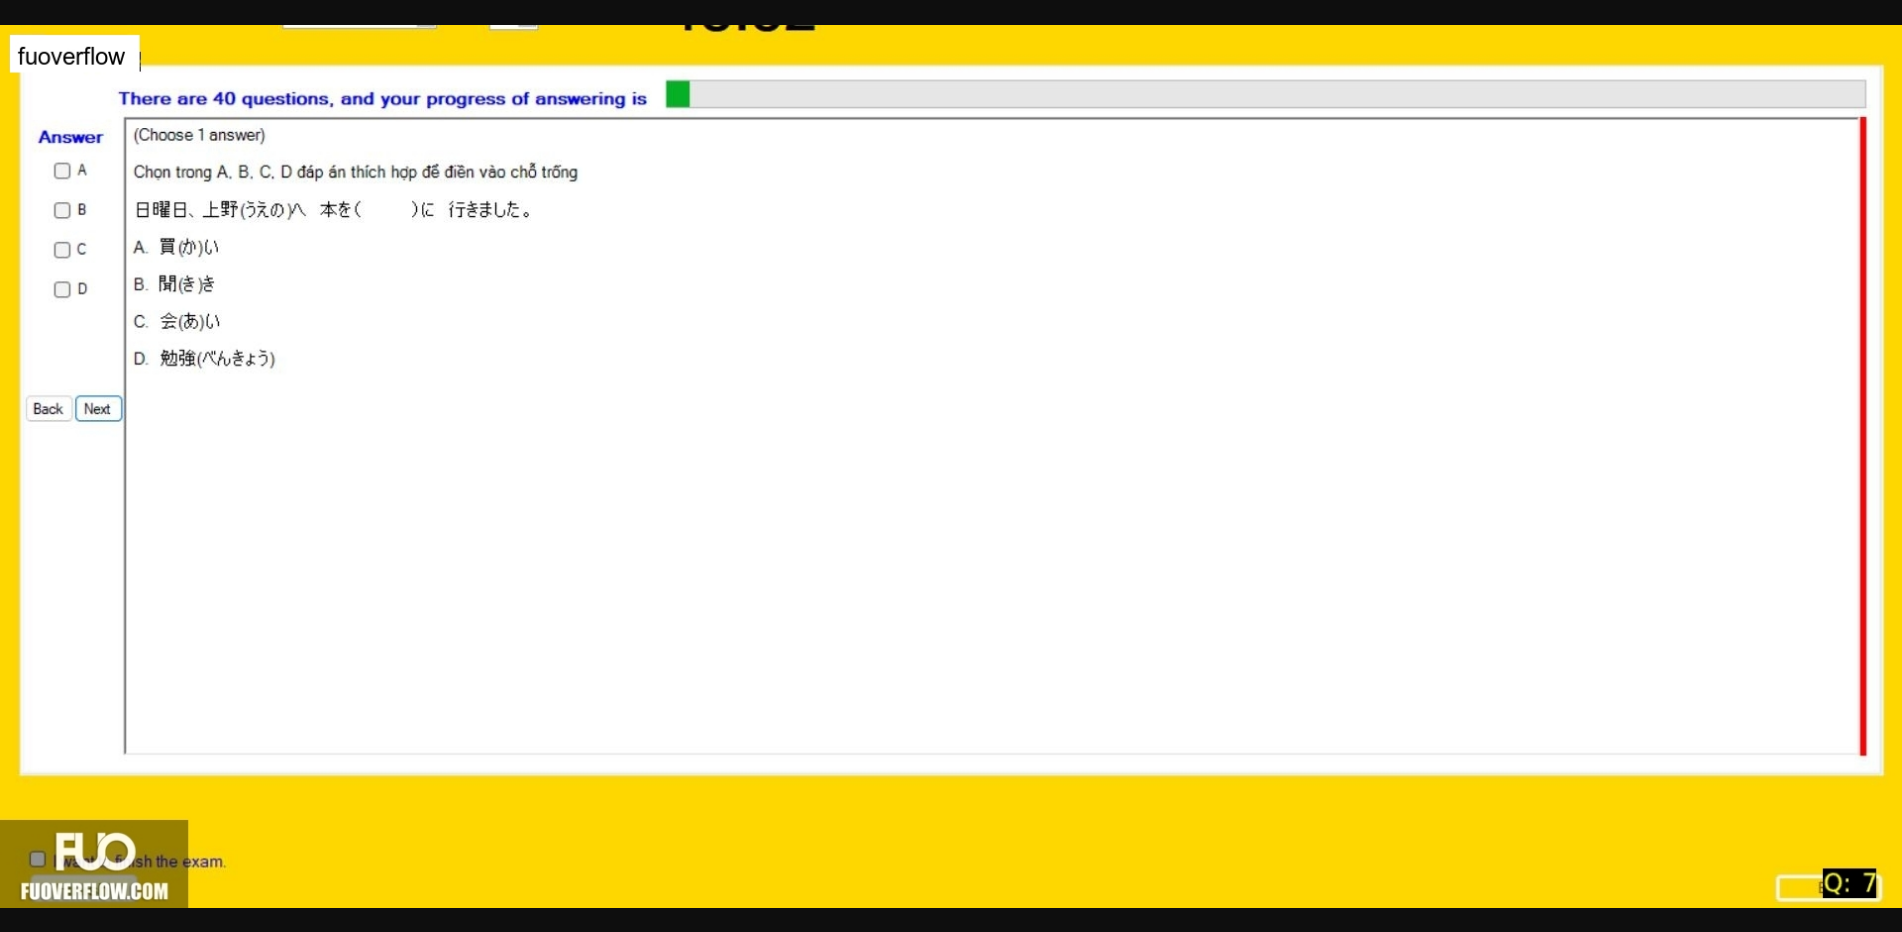 fuoverflow
There are 40 questions, and your progress of answering is
Answer
(Choose 1 answer)
A
Chọn trong A, B, C, D đáp án thích hợp để điền vào chỗ trống
B
日曜日、上野(うえの)へ 本を( )に 行きました。
C
A. 買(か)い
D
B. 聞(き)き
C. 会(あ)い
D. 勉強(べんきょう)
Back Next
FUO
finish the exam.
FUOVERFLOW.COM
Q: 7